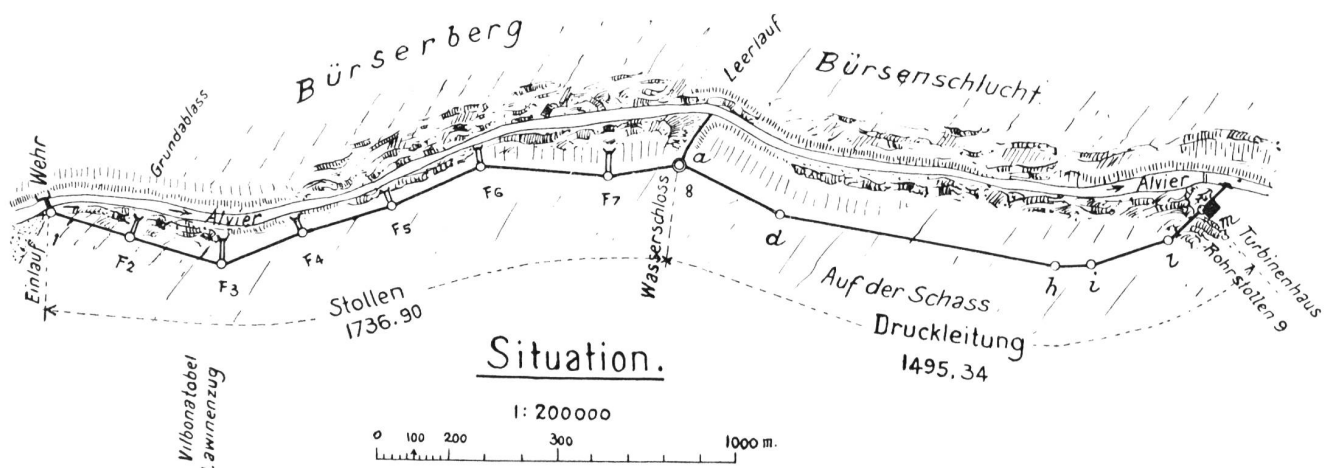 Bürserberg
Bürsenschlucht
Leerlauf
Grundablass
Wehr
Alvier
Alvier
Einlauf
1
F2
F3
F4
F5
F6
F7
8
a
d
h
i
l
m
Wasserschloss
Turbinenhaus
Rohrstollen 9
Auf der Schass
Stollen
1736.90
Druckleitung
1495.34
Vilbonatobel
Lawinenzug
Situation.
1:200000
0 100 200 300 1000 m.